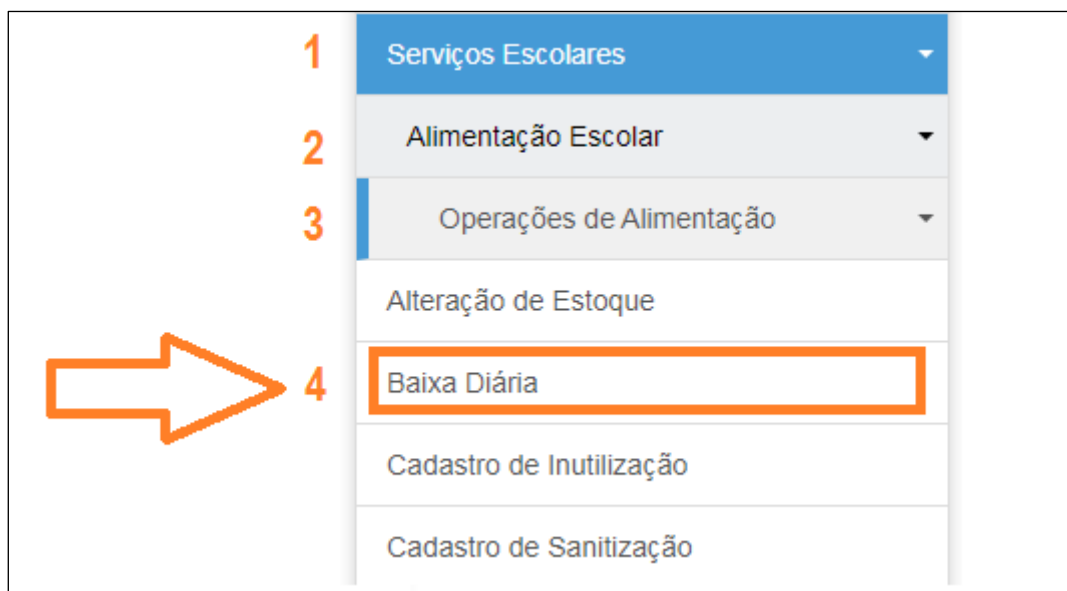 1 Serviços Escolares
2 Alimentação Escolar
3 Operações de Alimentação
Alteração de Estoque
4 Baixa Diária
Cadastro de Inutilização
Cadastro de Sanitização